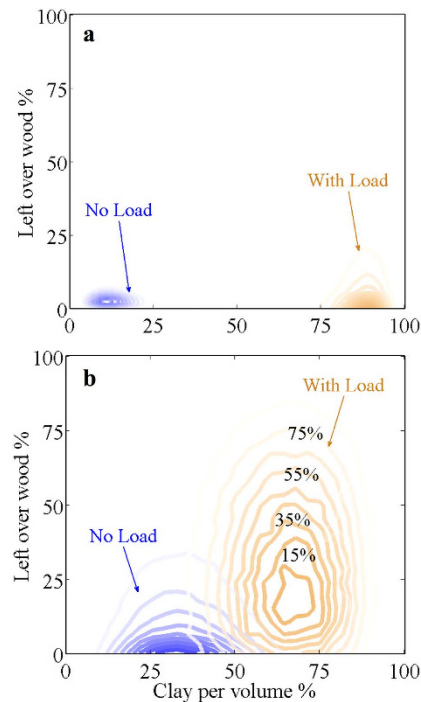 a
100
75
50
25
0
Left over wood %
No Load
With Load
0 25 50 75 100
b
100
75
50
25
0
Left over wood %
With Load
75%
55%
35%
15%
No Load
0 25 50 75 100
Clay per volume %